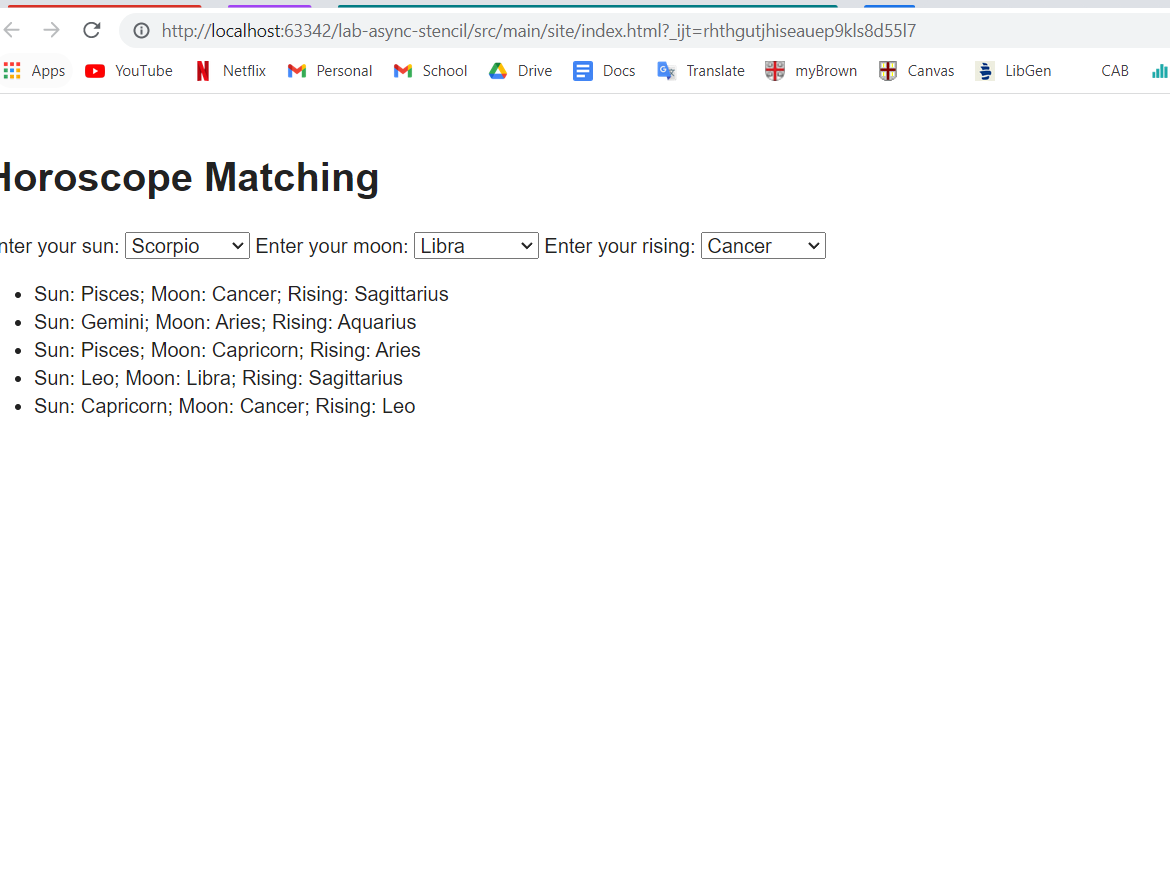 http://localhost:63342/lab-async-stencil/src/main/site/index.html?_ijt=rhthgutjhiseauep9kls8d55l7
Apps YouTube Netflix Personal School Drive Docs Translate myBrown Canvas LibGen CAB
Horoscope Matching
nter your sun: Scorpio Enter your moon: Libra Enter your rising: Cancer
• Sun: Pisces; Moon: Cancer; Rising: Sagittarius
• Sun: Gemini; Moon: Aries; Rising: Aquarius
• Sun: Pisces; Moon: Capricorn; Rising: Aries
• Sun: Leo; Moon: Libra; Rising: Sagittarius
• Sun: Capricorn; Moon: Cancer; Rising: Leo